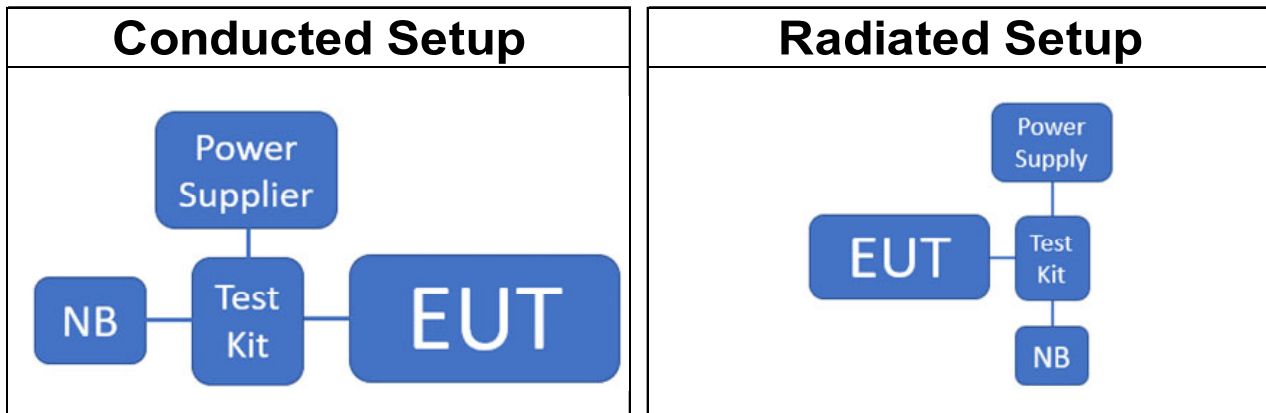 Conducted Setup
Power
Supplier
NB
Test
Kit
EUT
Radiated Setup
Power
Supply
EUT
Test
Kit
NB